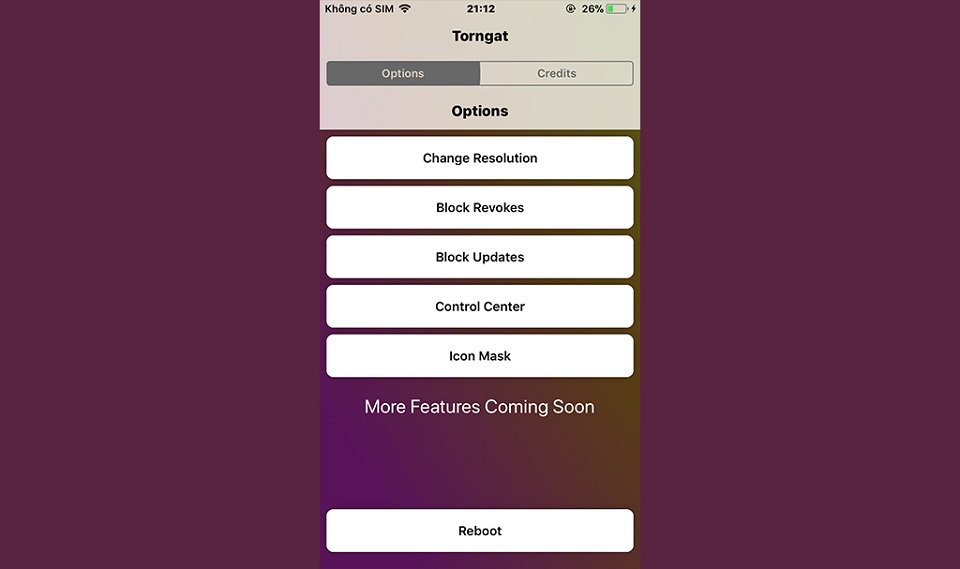 Không có SIM 21:12 26%
Torngat
Options Credits
Options
Change Resolution
Block Revokes
Block Updates
Control Center
Icon Mask
More Features Coming Soon
Reboot